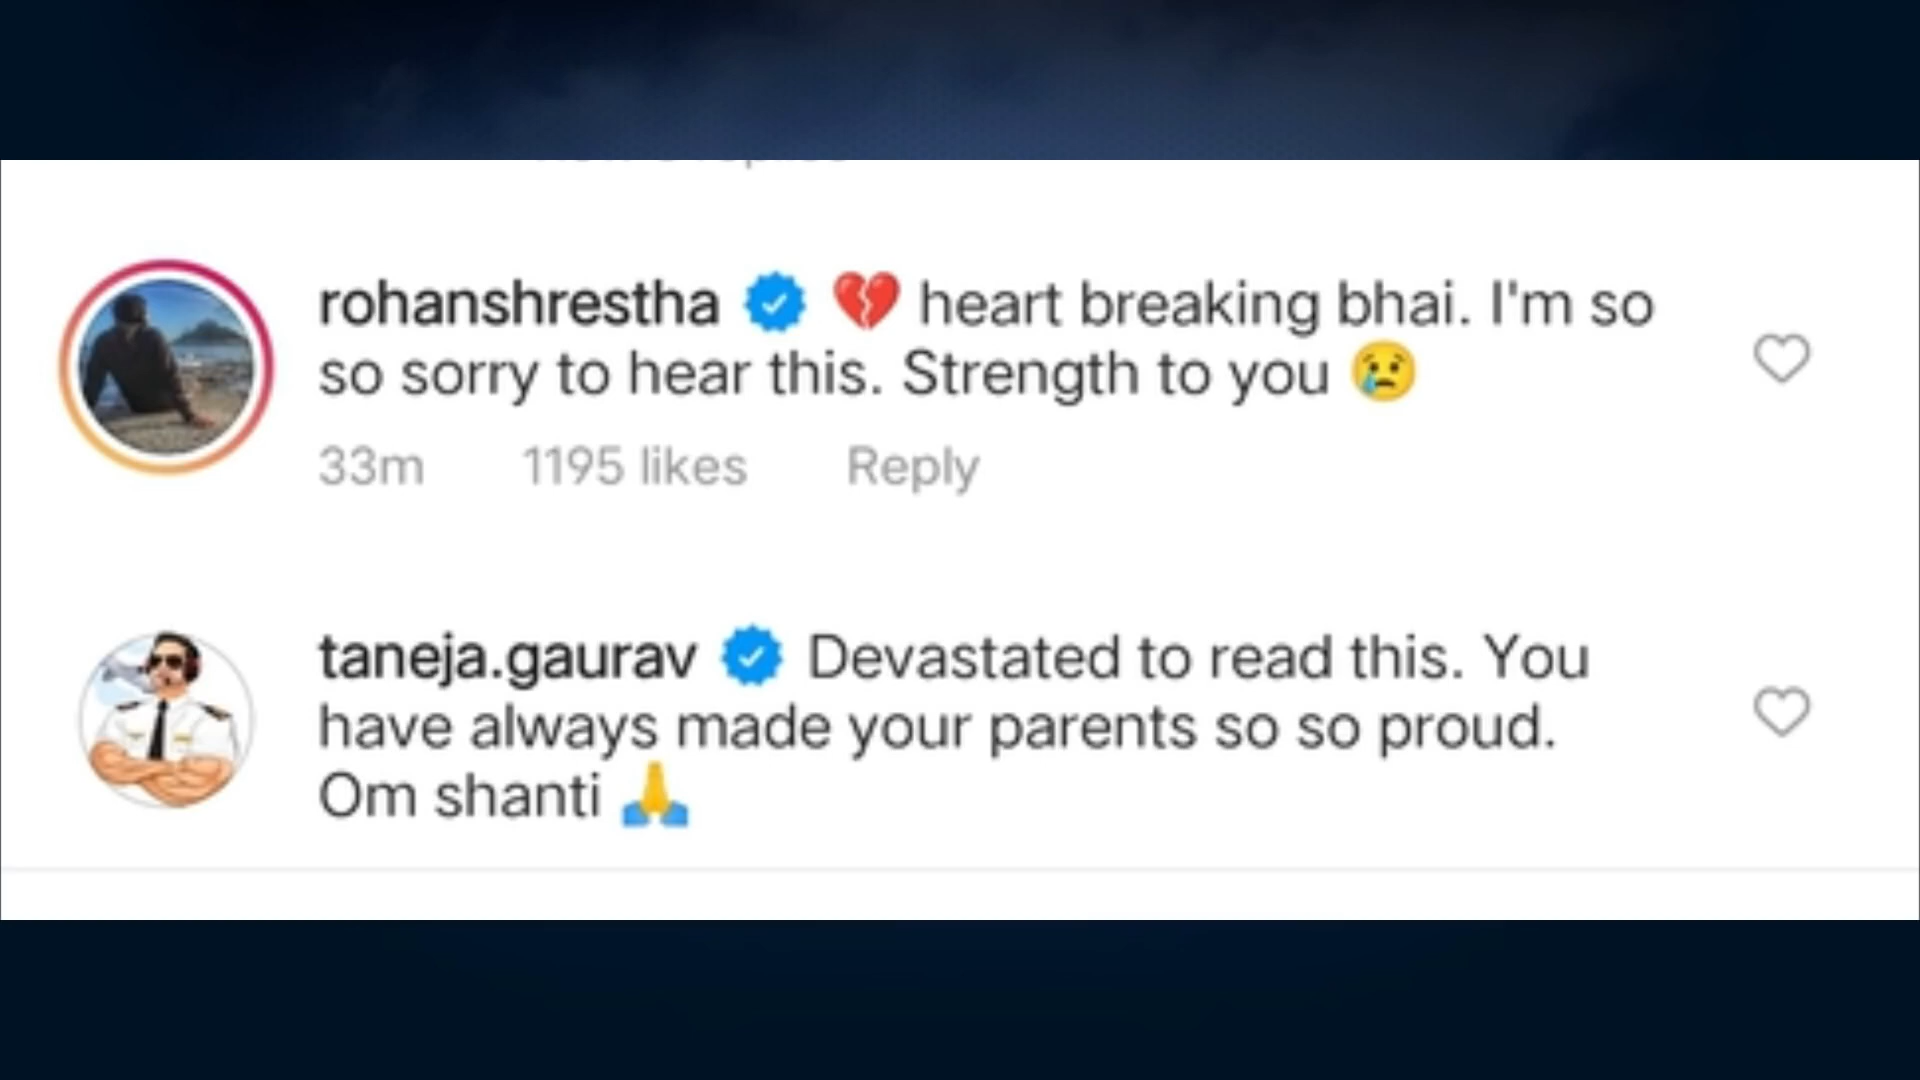 rohanshrestha 💔 heart breaking bhai. I'm so
so sorry to hear this. Strength to you 😢
33m 1195 likes Reply
taneja.gaurav Devastated to read this. You
have always made your parents so so proud.
Om shanti 🙏